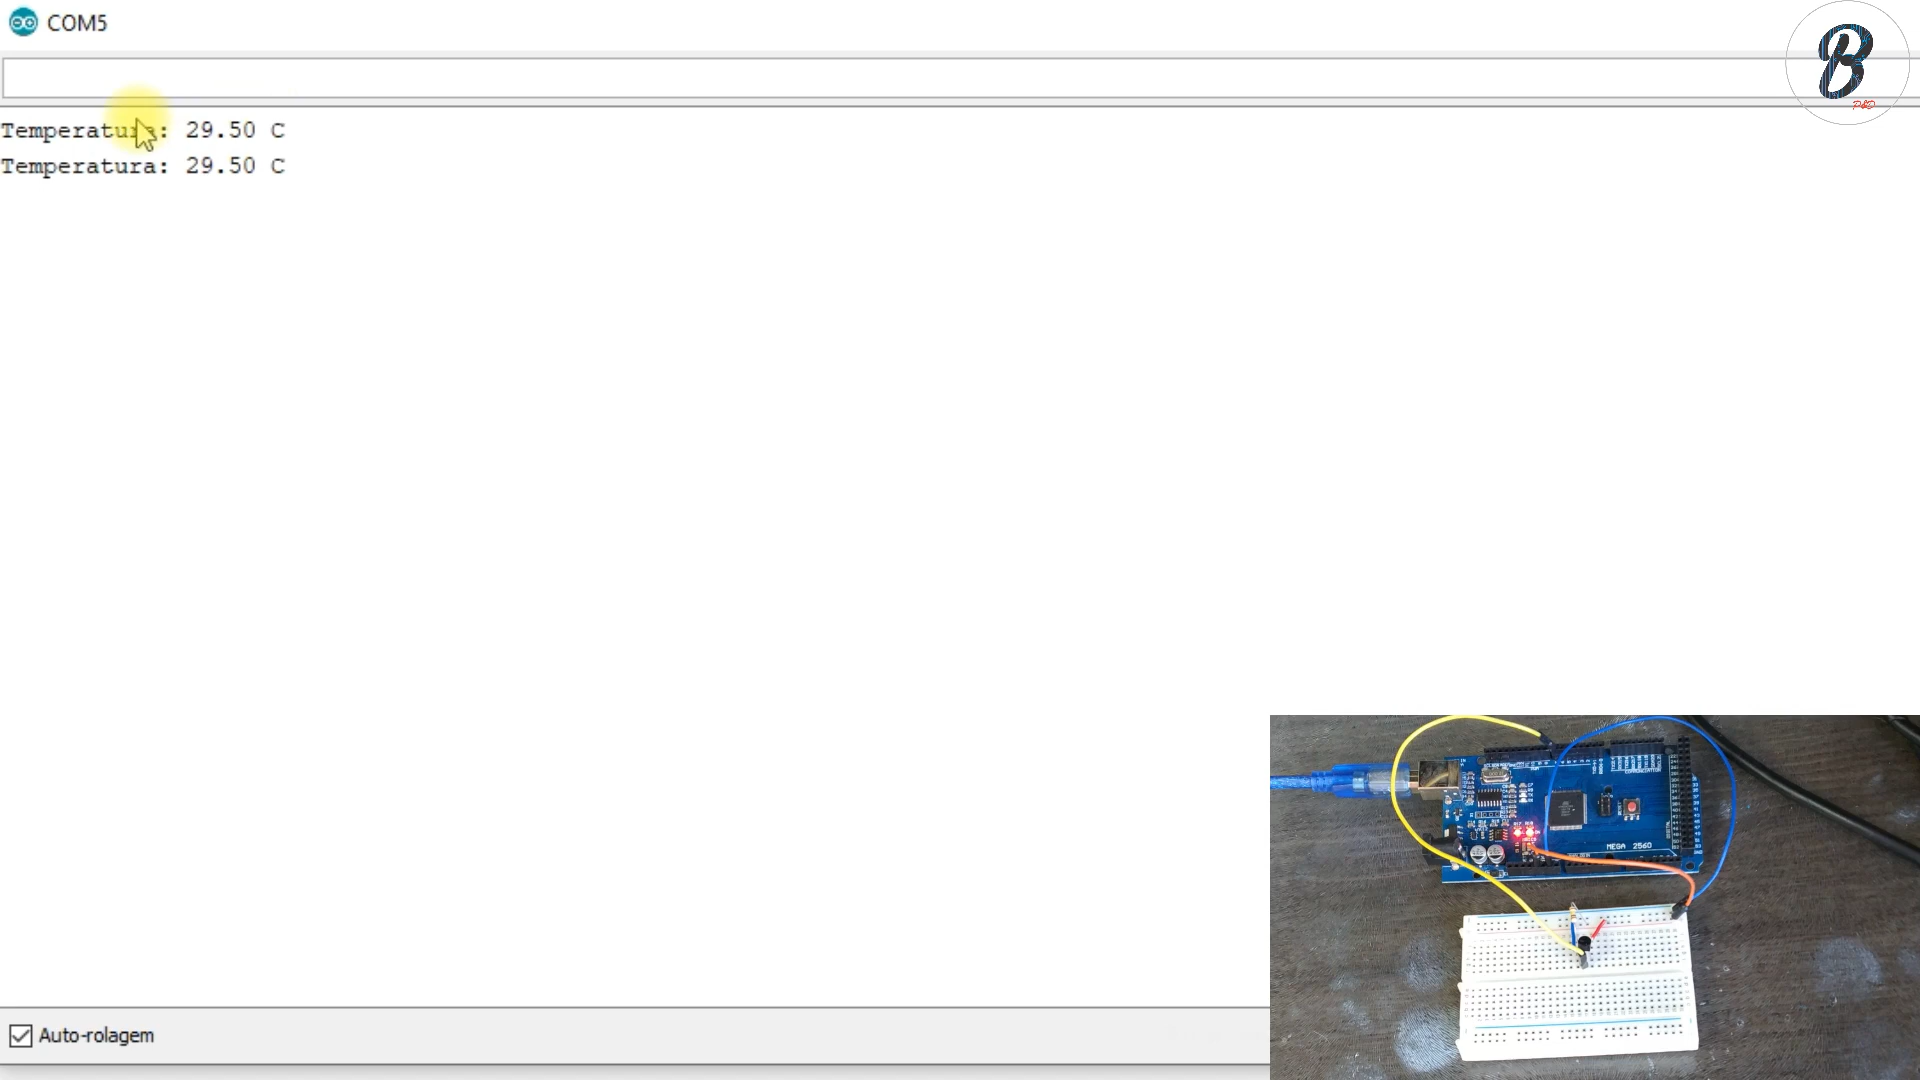 COM5
B
P&D
Temperatura: 29.50 C
Temperatura: 29.50 C
MEGA 2560
Auto-rolagem